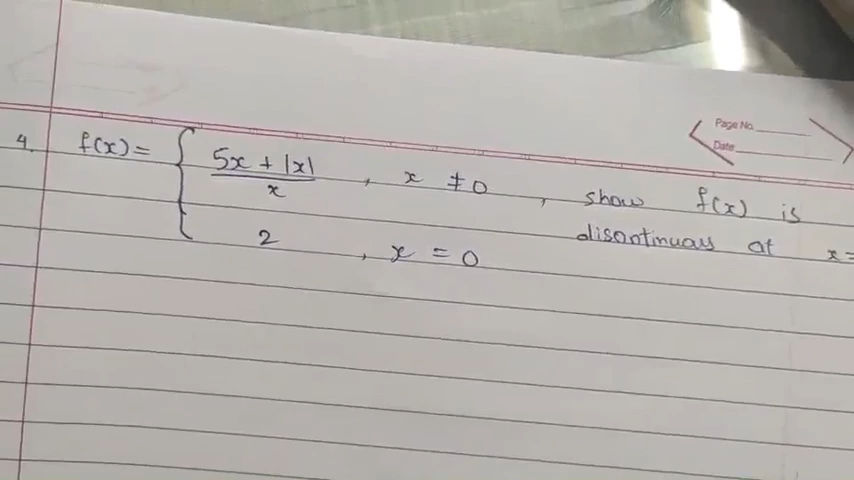 Page No.
Date
4. f(x) = { (5x + |x|)/x , x ≠ 0 , show f(x) is
2 , x = 0 discontinuous at x =